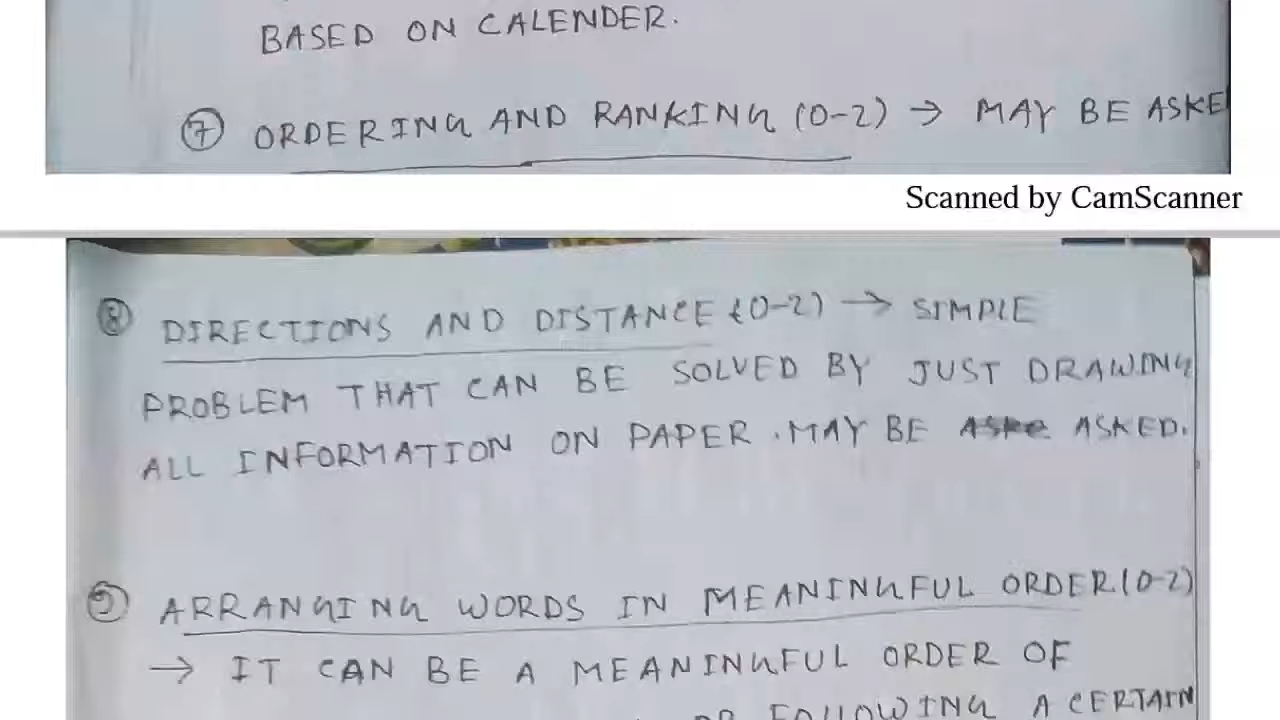 BASED ON CALENDER.
7 ORDERING AND RANKING (0-2) → MAY BE ASKE
Scanned by CamScanner
8 DIRECTIONS AND DISTANCE (0-2) → SIMPLE
PROBLEM THAT CAN BE SOLVED BY JUST DRAWING
ALL INFORMATION ON PAPER. MAY BE ASKED.
9 ARRANGING WORDS IN MEANINGFUL ORDER (0-2)
→ IT CAN BE A MEANINGFUL ORDER OF
OR FOLLOWING A CERTAIN